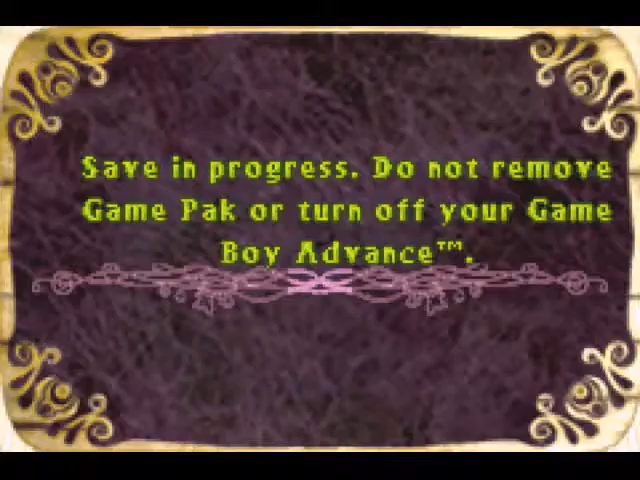 Save in progress. Do not remove
Game Pak or turn off your Game
Boy Advance™.